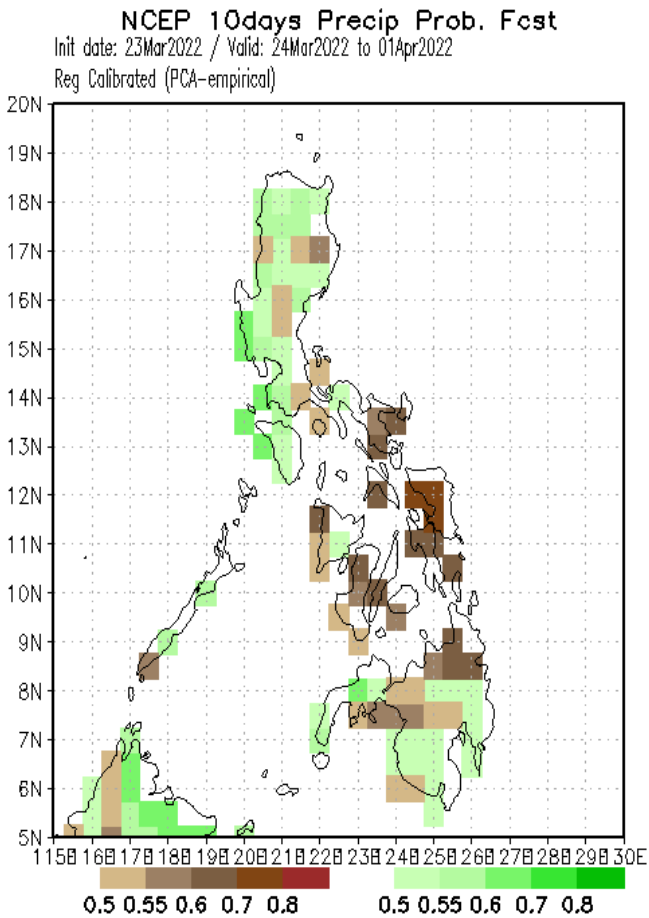 NCEP 10days Precip Prob. Fcst
Init date: 23Mar2022 / Valid: 24Mar2022 to 01Apr2022
Reg Calibrated (PCA-empirical)
20N
19N
18N
17N
16N
15N
14N
13N
12N
11N
10N
9N
8N
7N
6N
5N
115E 116E 117E 118E 119E 120E 121E 122E 123E 124E 125E 126E 127E 128E 129E 130E
0.5 0.55 0.6 0.7 0.8 0.5 0.55 0.6 0.7 0.8